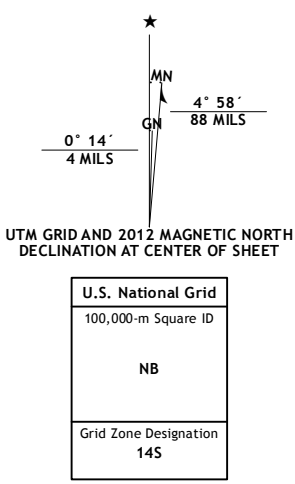 ★
MN
4° 58´
88 MILS
GN
0° 14´
4 MILS
UTM GRID AND 2012 MAGNETIC NORTH
DECLINATION AT CENTER OF SHEET
U.S. National Grid
100,000-m Square ID
NB
Grid Zone Designation
14S